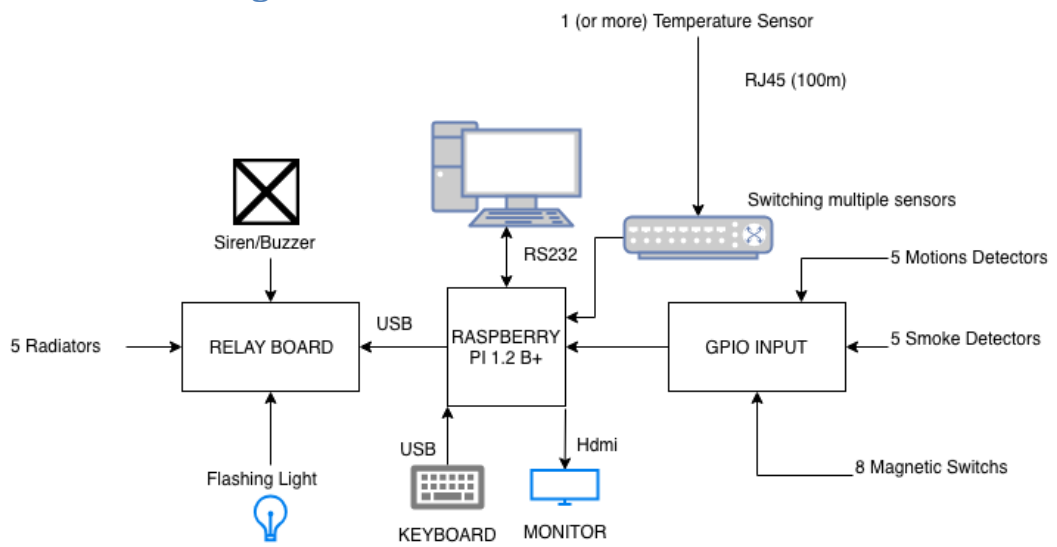 g
1 (or more) Temperature Sensor
RJ45 (100m)
Switching multiple sensors
Siren/Buzzer
RS232
5 Motions Detectors
USB
5 Radiators
RELAY BOARD
RASPBERRY
PI 1.2 B+
GPIO INPUT
5 Smoke Detectors
USB
Hdmi
Flashing Light
8 Magnetic Switchs
KEYBOARD
MONITOR